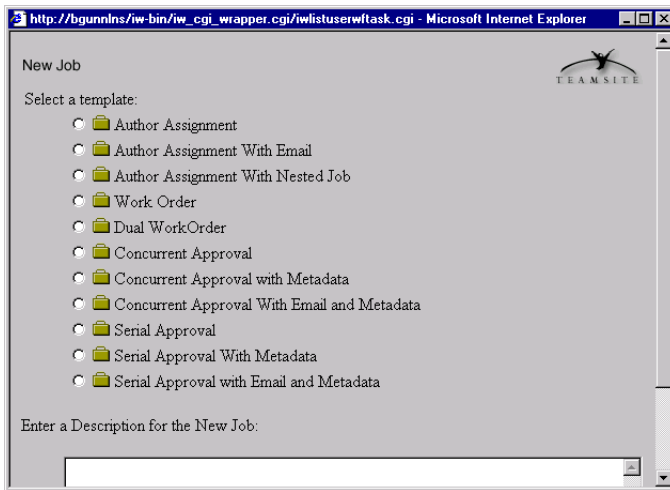 http://bgunnlns/iw-bin/iw_cgi_wrapper.cgi/iwlistuserwftask.cgi - Microsoft Internet Explorer
New Job
TEAMSITE
Select a template:
Author Assignment
Author Assignment With Email
Author Assignment With Nested Job
Work Order
Dual WorkOrder
Concurrent Approval
Concurrent Approval with Metadata
Concurrent Approval With Email and Metadata
Serial Approval
Serial Approval With Metadata
Serial Approval with Email and Metadata
Enter a Description for the New Job: